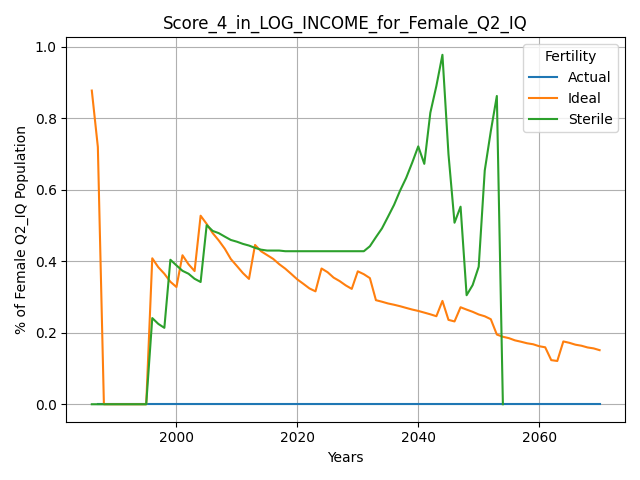 Score_4_in_LOG_INCOME_for_Female_Q2_IQ
% of Female Q2_IQ Population
1.0
0.8
0.6
0.4
0.2
0.0
Fertility
Actual
Ideal
Sterile
2000 2020 2040 2060
Years